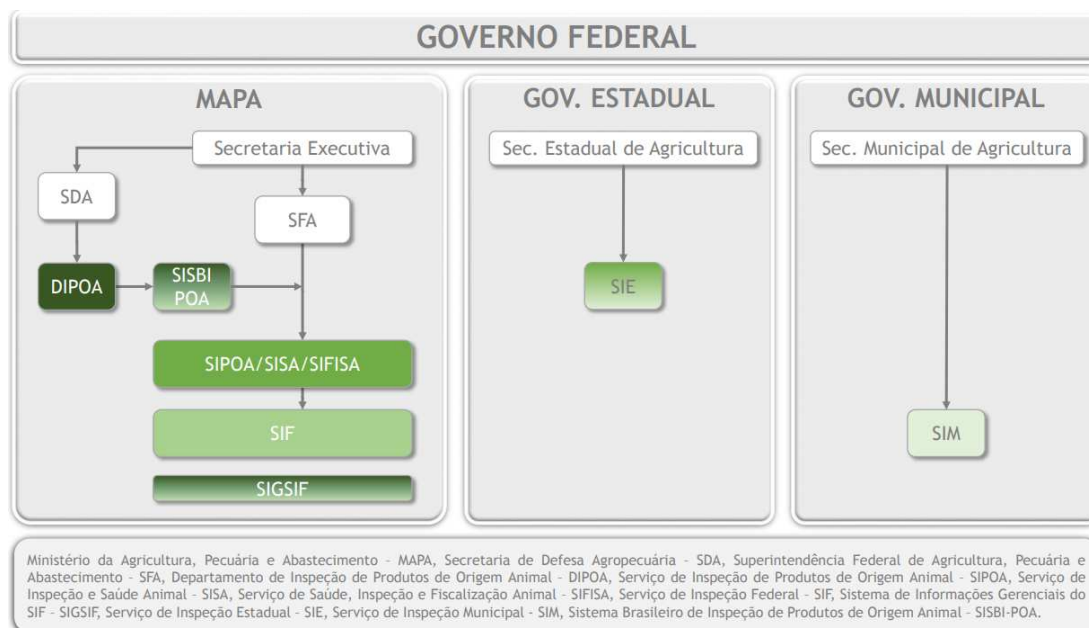 GOVERNO FEDERAL
MAPA
Secretaria Executiva
SDA
SFA
DIPOA
SISBI
POA
SIPOA/SISA/SIFISA
SIF
SIGSIF
GOV. ESTADUAL
Sec. Estadual de Agricultura
SIE
GOV. MUNICIPAL
Sec. Municipal de Agricultura
SIM
Ministério da Agricultura, Pecuária e Abastecimento - MAPA, Secretaria de Defesa Agropecuária - SDA, Superintendência Federal de Agricultura, Pecuária e
Abastecimento - SFA, Departamento de Inspeção de Produtos de Origem Animal - DIPOA, Serviço de Inspeção de Produtos de Origem Animal - SIPOA, Serviço de
Inspeção e Saúde Animal - SISA, Serviço de Saúde, Inspeção e Fiscalização Animal - SIFISA, Serviço de Inspeção Federal - SIF, Sistema de Informações Gerenciais do
SIF - SIGSIF, Serviço de Inspeção Estadual - SIE, Serviço de Inspeção Municipal - SIM, Sistema Brasileiro de Inspeção de Produtos de Origem Animal - SISBI-POA.